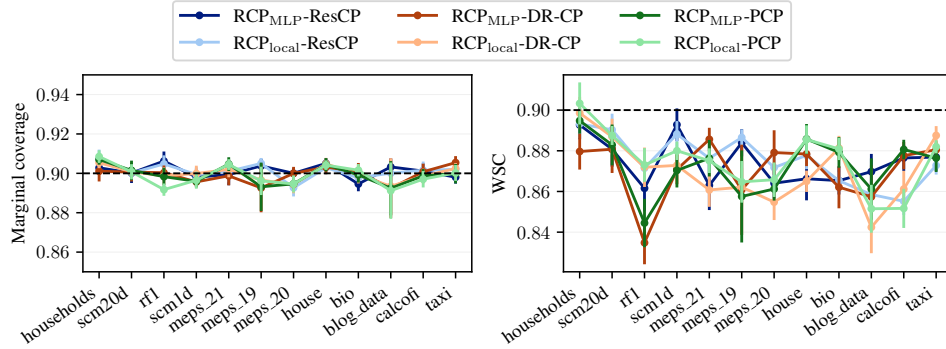 RCP_MLP-ResCP RCP_MLP-DR-CP RCP_MLP-PCP
RCP_local-ResCP RCP_local-DR-CP RCP_local-PCP
Marginal coverage
0.94
0.92
0.90
0.88
0.86
households scm20d rf1 scm1d meps_21 meps_19 meps_20 house bio blog_data calcofi taxi
WSC
0.90
0.88
0.86
0.84
households scm20d rf1 scm1d meps_21 meps_19 meps_20 house bio blog_data calcofi taxi